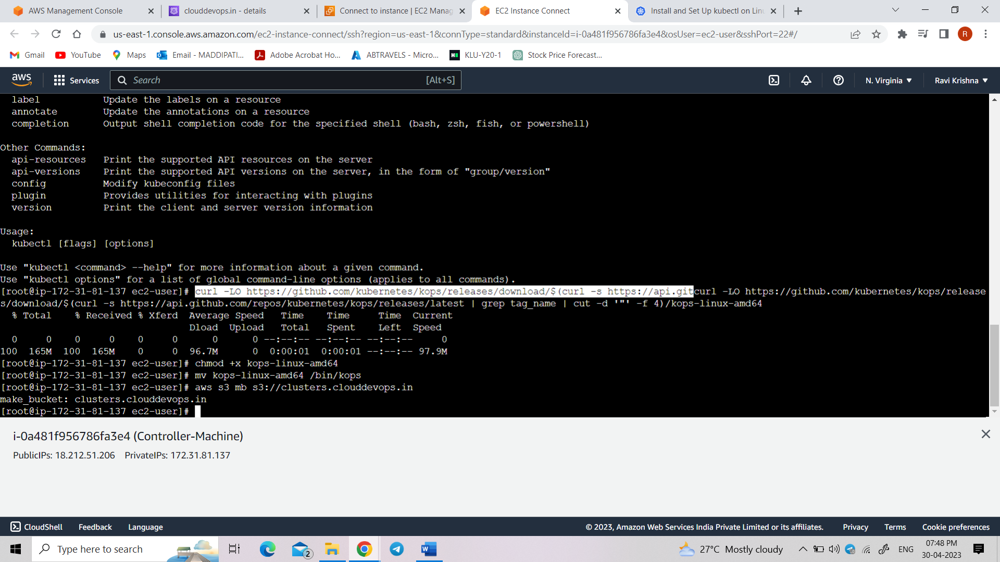 AWS Management Console
clouddevops.in - details
Connect to instance | EC2 Manag
EC2 Instance Connect
Install and Set Up kubectl on Lin
us-east-1.console.aws.amazon.com/ec2-instance-connect/ssh?region=us-east-1&connType=standard&instanceId=i-0a481f956786fa3e4&osUser=ec2-user&sshPort=22#/
R
Gmail
YouTube
Maps
Email - MADDIPATI...
Adobe Acrobat Ho...
ABTRAVELS - Micro...
KLU-Y20-1
Stock Price Forecast...
aws
Services
Search
[Alt+S]
N. Virginia
Ravi Krishna
label Update the labels on a resource
annotate Update the annotations on a resource
completion Output shell completion code for the specified shell (bash, zsh, fish, or powershell)
Other Commands:
api-resources Print the supported API resources on the server
api-versions Print the supported API versions on the server, in the form of "group/version"
config Modify kubeconfig files
plugin Provides utilities for interacting with plugins
version Print the client and server version information
Usage:
kubectl [flags] [options]
Use "kubectl <command> --help" for more information about a given command.
Use "kubectl options" for a list of global command-line options (applies to all commands).
[root@ip-172-31-81-137 ec2-user]# curl -LO https://github.com/kubernetes/kops/releases/download/$(curl -s https://api.gitcurl -LO https://github.com/kubernetes/kops/release
s/download/$(curl -s https://api.github.com/repos/kubernetes/kops/releases/latest | grep tag_name | cut -d '"' -f 4)/kops-linux-amd64
% Total % Received % Xferd Average Speed Time Time Time Current
Dload Upload Total Spent Left Speed
0 0 0 0 0 0 0 0 --:--:-- --:--:-- --:--:-- 0
100 165M 100 165M 0 0 96.7M 0 0:00:01 0:00:01 --:--:-- 97.9M
[root@ip-172-31-81-137 ec2-user]# chmod +x kops-linux-amd64
[root@ip-172-31-81-137 ec2-user]# mv kops-linux-amd64 /bin/kops
[root@ip-172-31-81-137 ec2-user]# aws s3 mb s3://clusters.clouddevops.in
make_bucket: clusters.clouddevops.in
[root@ip-172-31-81-137 ec2-user]#
i-0a481f956786fa3e4 (Controller-Machine)
PublicIPs: 18.212.51.206 PrivateIPs: 172.31.81.137
CloudShell
Feedback
Language
© 2023, Amazon Web Services India Private Limited or its affiliates.
Privacy
Terms
Cookie preferences
Type here to search
2
27°C Mostly cloudy
ENG
07:48 PM
30-04-2023